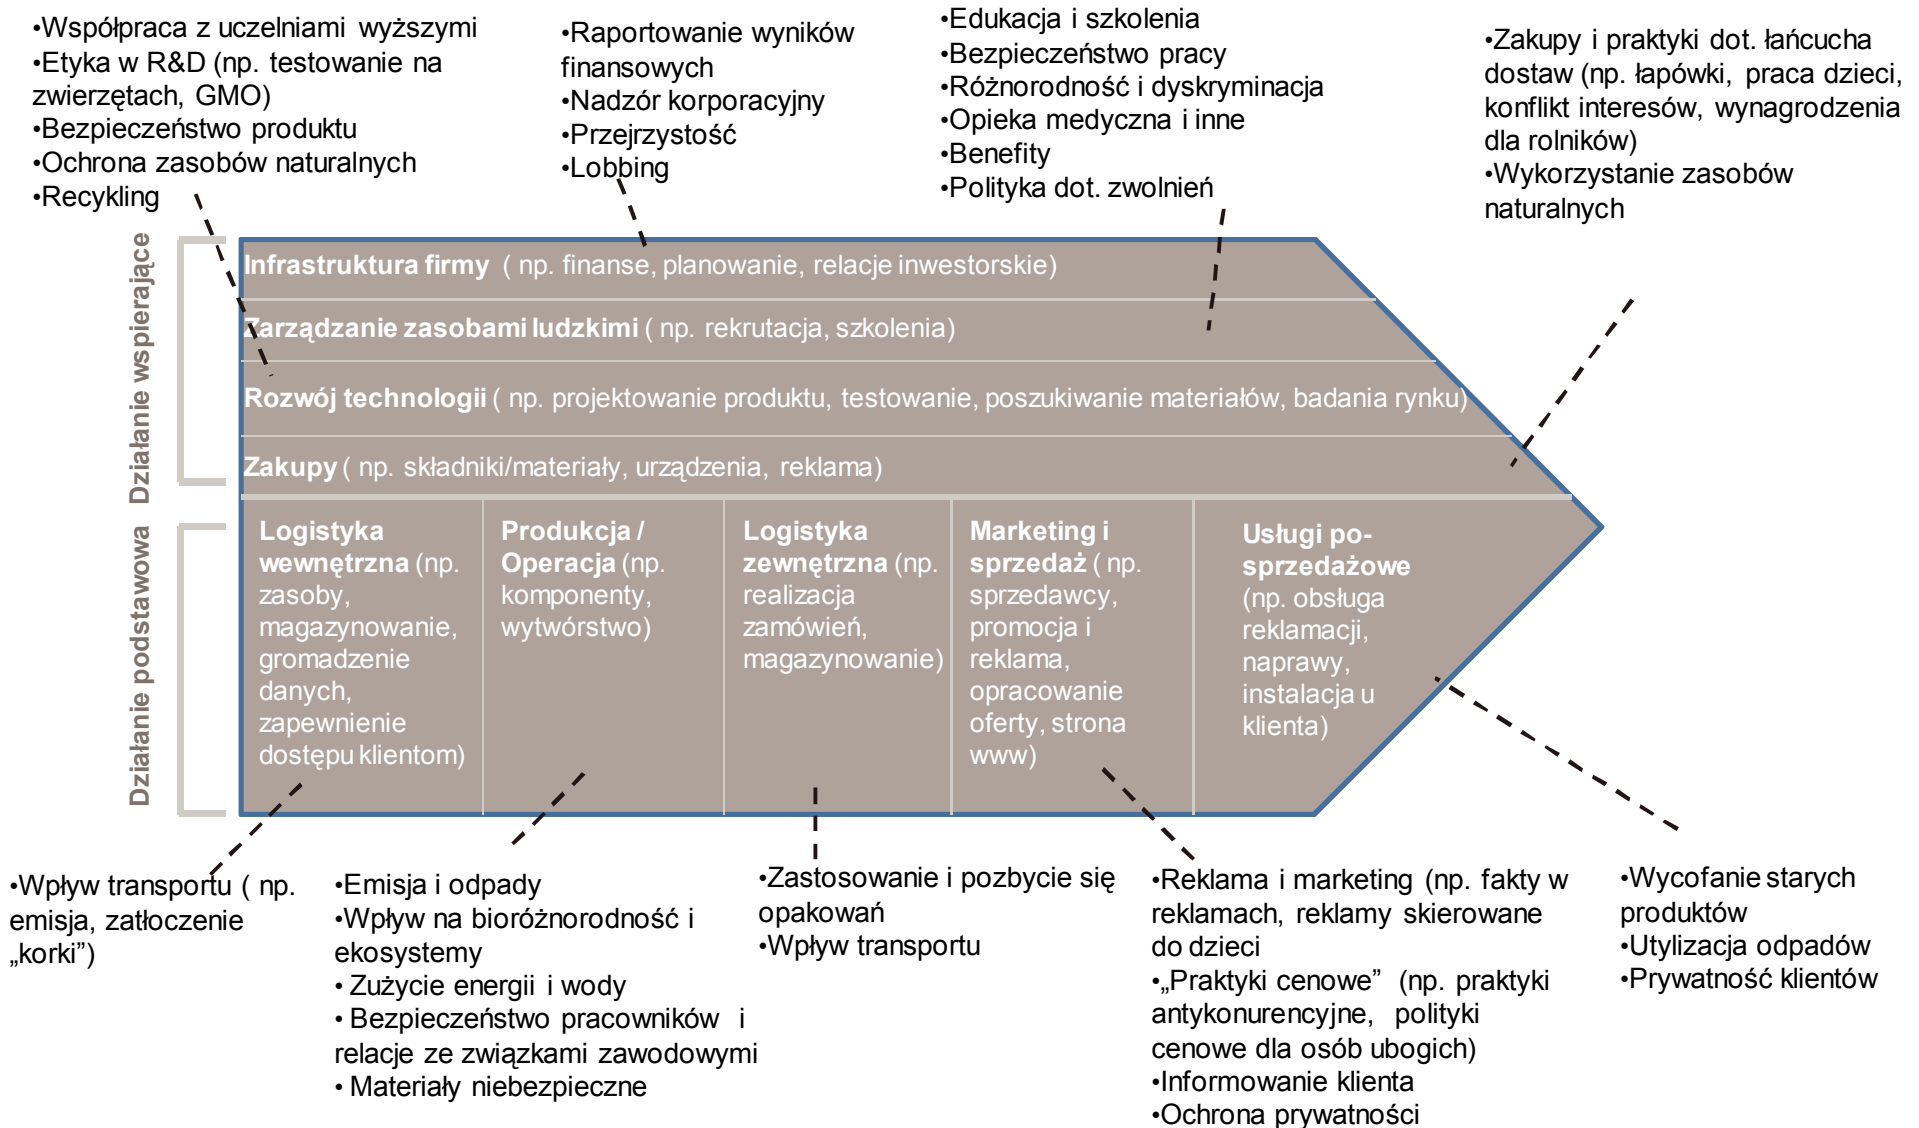 •Współpraca z uczelniami wyższymi
•Etyka w R&D (np. testowanie na
zwierzętach, GMO)
•Bezpieczeństwo produktu
•Ochrona zasobów naturalnych
•Recykling
•Raportowanie wyników
finansowych
•Nadzór korporacyjny
•Przejrzystość
•Lobbing
•Edukacja i szkolenia
•Bezpieczeństwo pracy
•Różnorodność i dyskryminacja
•Opieka medyczna i inne
•Benefity
•Polityka dot. zwolnień
•Zakupy i praktyki dot. łańcucha
dostaw (np. łapówki, praca dzieci,
konflikt interesów, wynagrodzenia
dla rolników)
•Wykorzystanie zasobów
naturalnych
Działanie wspierające
Infrastruktura firmy ( np. finanse, planowanie, relacje inwestorskie)
Zarządzanie zasobami ludzkimi ( np. rekrutacja, szkolenia)
Rozwój technologii ( np. projektowanie produktu, testowanie, poszukiwanie materiałów, badania rynku)
Zakupy ( np. składniki/materiały, urządzenia, reklama)
Działanie podstawowa
Logistyka
wewnętrzna (np.
zasoby,
magazynowanie,
gromadzenie
danych,
zapewnienie
dostępu klientom)
Produkcja /
Operacja (np.
komponenty,
wytwórstwo)
Logistyka
zewnętrzna (np.
realizacja
zamówień,
magazynowanie)
Marketing i
sprzedaż ( np.
sprzedawcy,
promocja i
reklama,
opracowanie
oferty, strona
www)
Usługi po-
sprzedażowe
(np. obsługa
reklamacji,
naprawy,
instalacja u
klienta)
•Wpływ transportu ( np.
emisja, zatłoczenie
„korki”)
•Emisja i odpady
•Wpływ na bioróżnorodność i
ekosystemy
• Zużycie energii i wody
• Bezpieczeństwo pracowników i
relacje ze związkami zawodowymi
• Materiały niebezpieczne
•Zastosowanie i pozbycie się
opakowań
•Wpływ transportu
•Reklama i marketing (np. fakty w
reklamach, reklamy skierowane
do dzieci
•„Praktyki cenowe” (np. praktyki
antykonurencyjne, polityki
cenowe dla osób ubogich)
•Informowanie klienta
•Ochrona prywatności
•Wycofanie starych
produktów
•Utylizacja odpadów
•Prywatność klientów